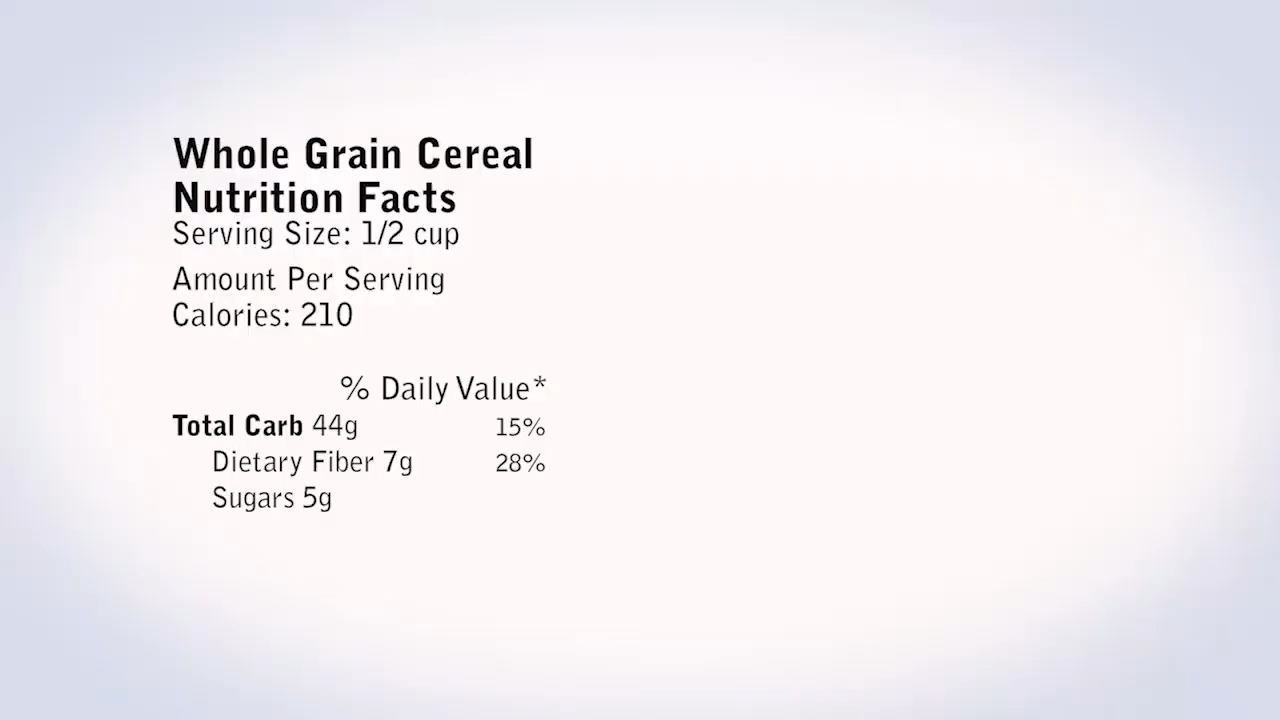 Whole Grain Cereal
Nutrition Facts
Serving Size: 1/2 cup
Amount Per Serving
Calories: 210
% Daily Value*
Total Carb 44g 15%
Dietary Fiber 7g 28%
Sugars 5g